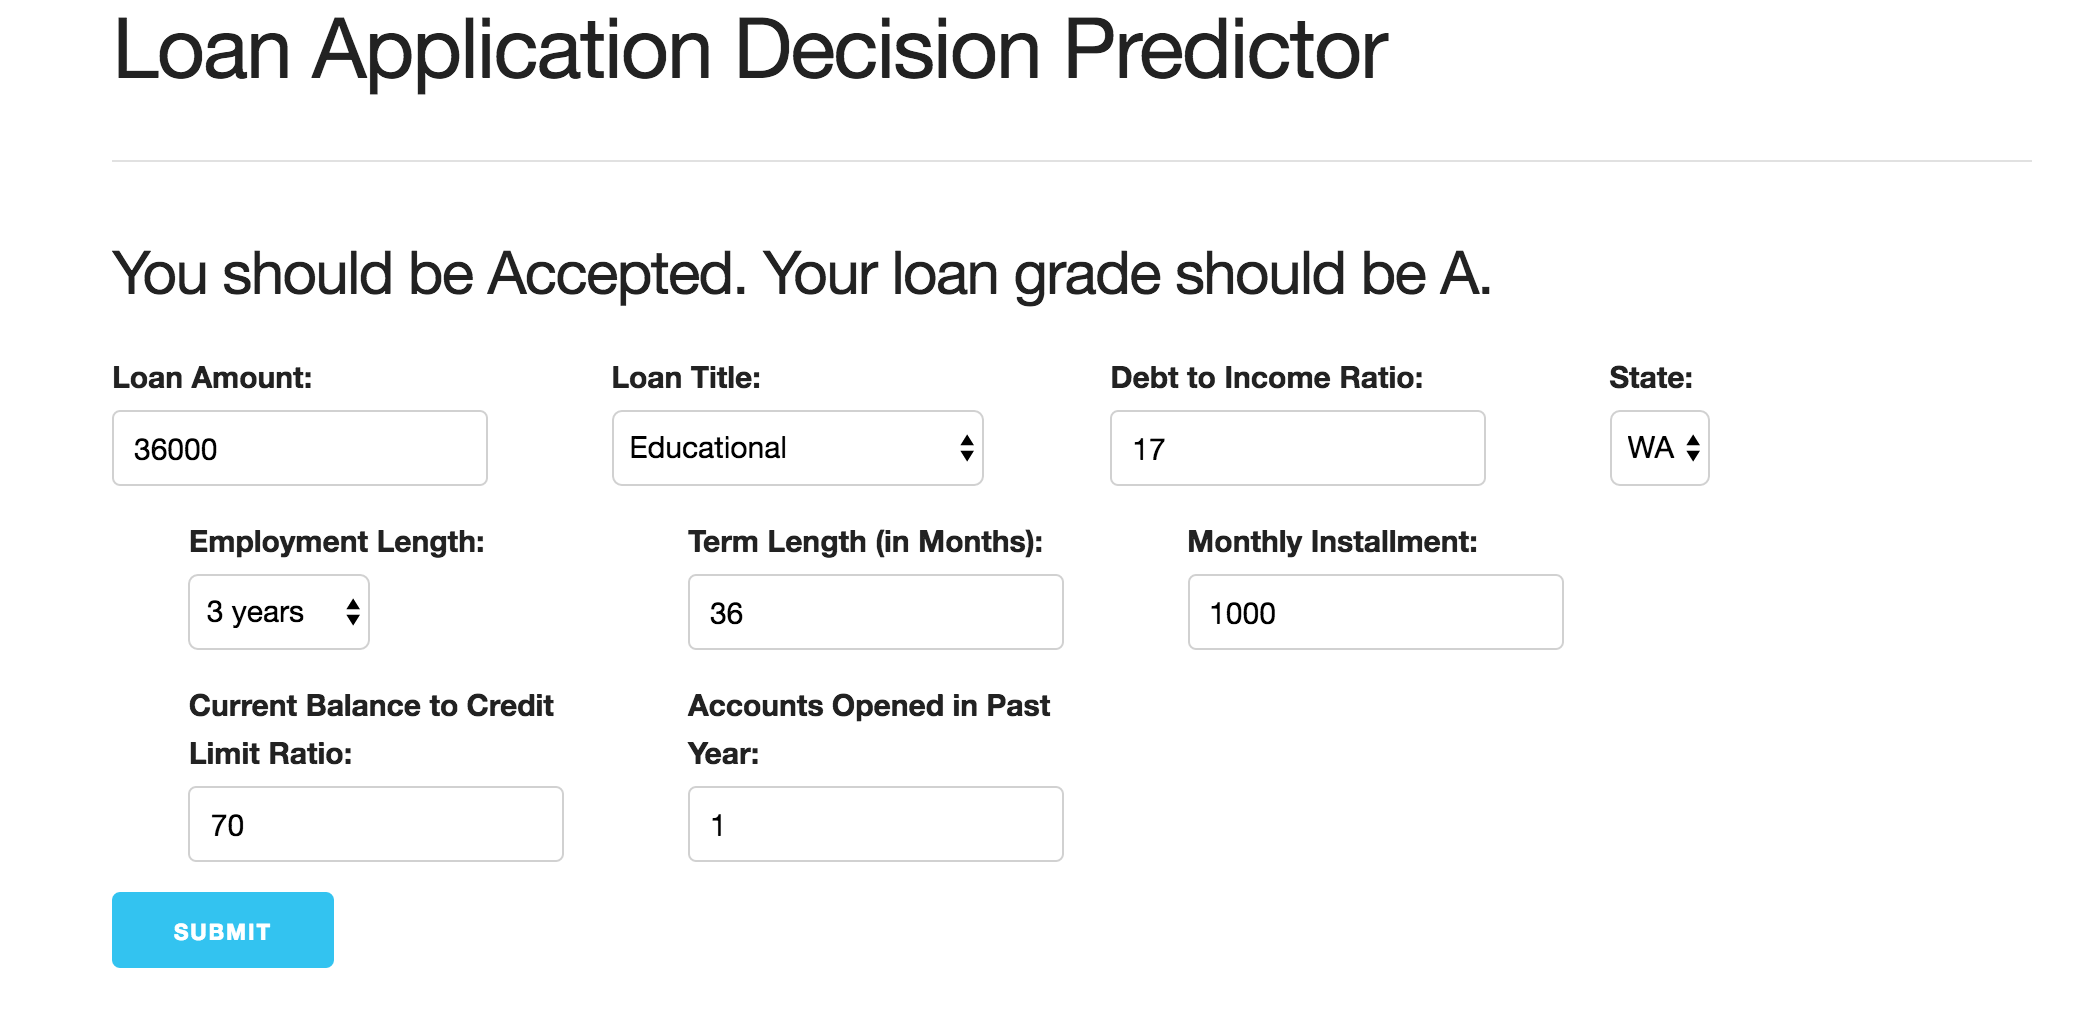 Loan Application Decision Predictor
You should be Accepted. Your loan grade should be A.
Loan Amount:
Loan Title:
Debt to Income Ratio:
State:
36000
Educational
17
WA
Employment Length:
Term Length (in Months):
Monthly Installment:
3 years
36
1000
Current Balance to Credit
Limit Ratio:
Accounts Opened in Past
Year:
70
1
SUBMIT